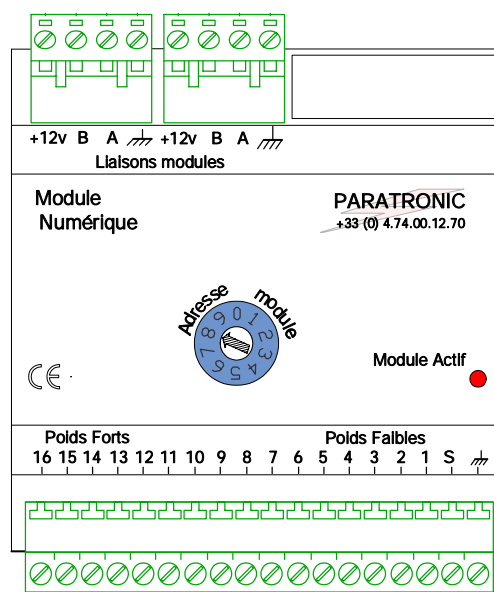 +12v B A +12v B A
Liaisons modules
Module
Numérique
PARATRONIC
+33 (0) 4.74.00.12.70
Adresse module
0 1 2 3 4 5 6 7 8 9
Module Actif
CE
Poids Forts Poids Faibles
16 15 14 13 12 11 10 9 8 7 6 5 4 3 2 1 S